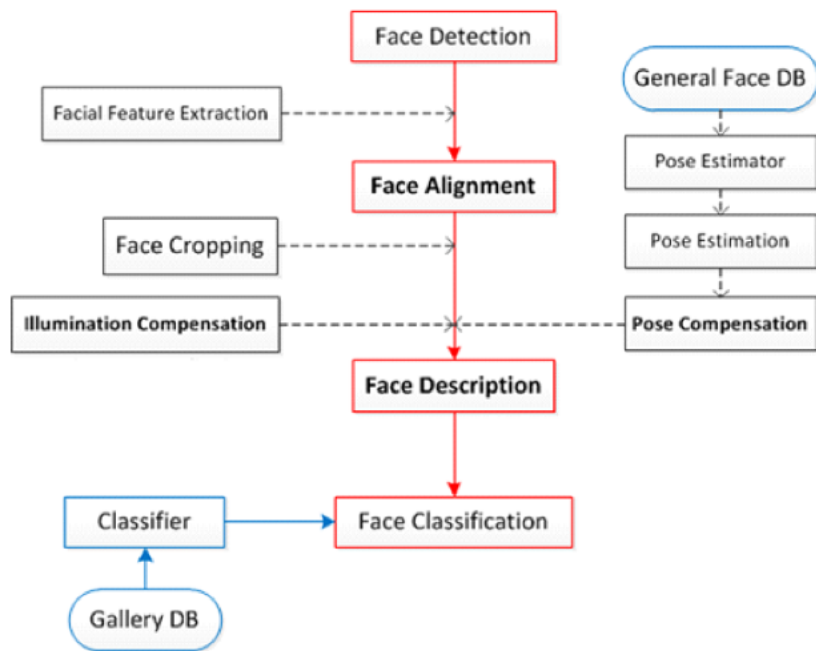 Face Detection
General Face DB
Facial Feature Extraction
Pose Estimator
Face Alignment
Face Cropping
Pose Estimation
Illumination Compensation
Pose Compensation
Face Description
Classifier
Face Classification
Gallery DB